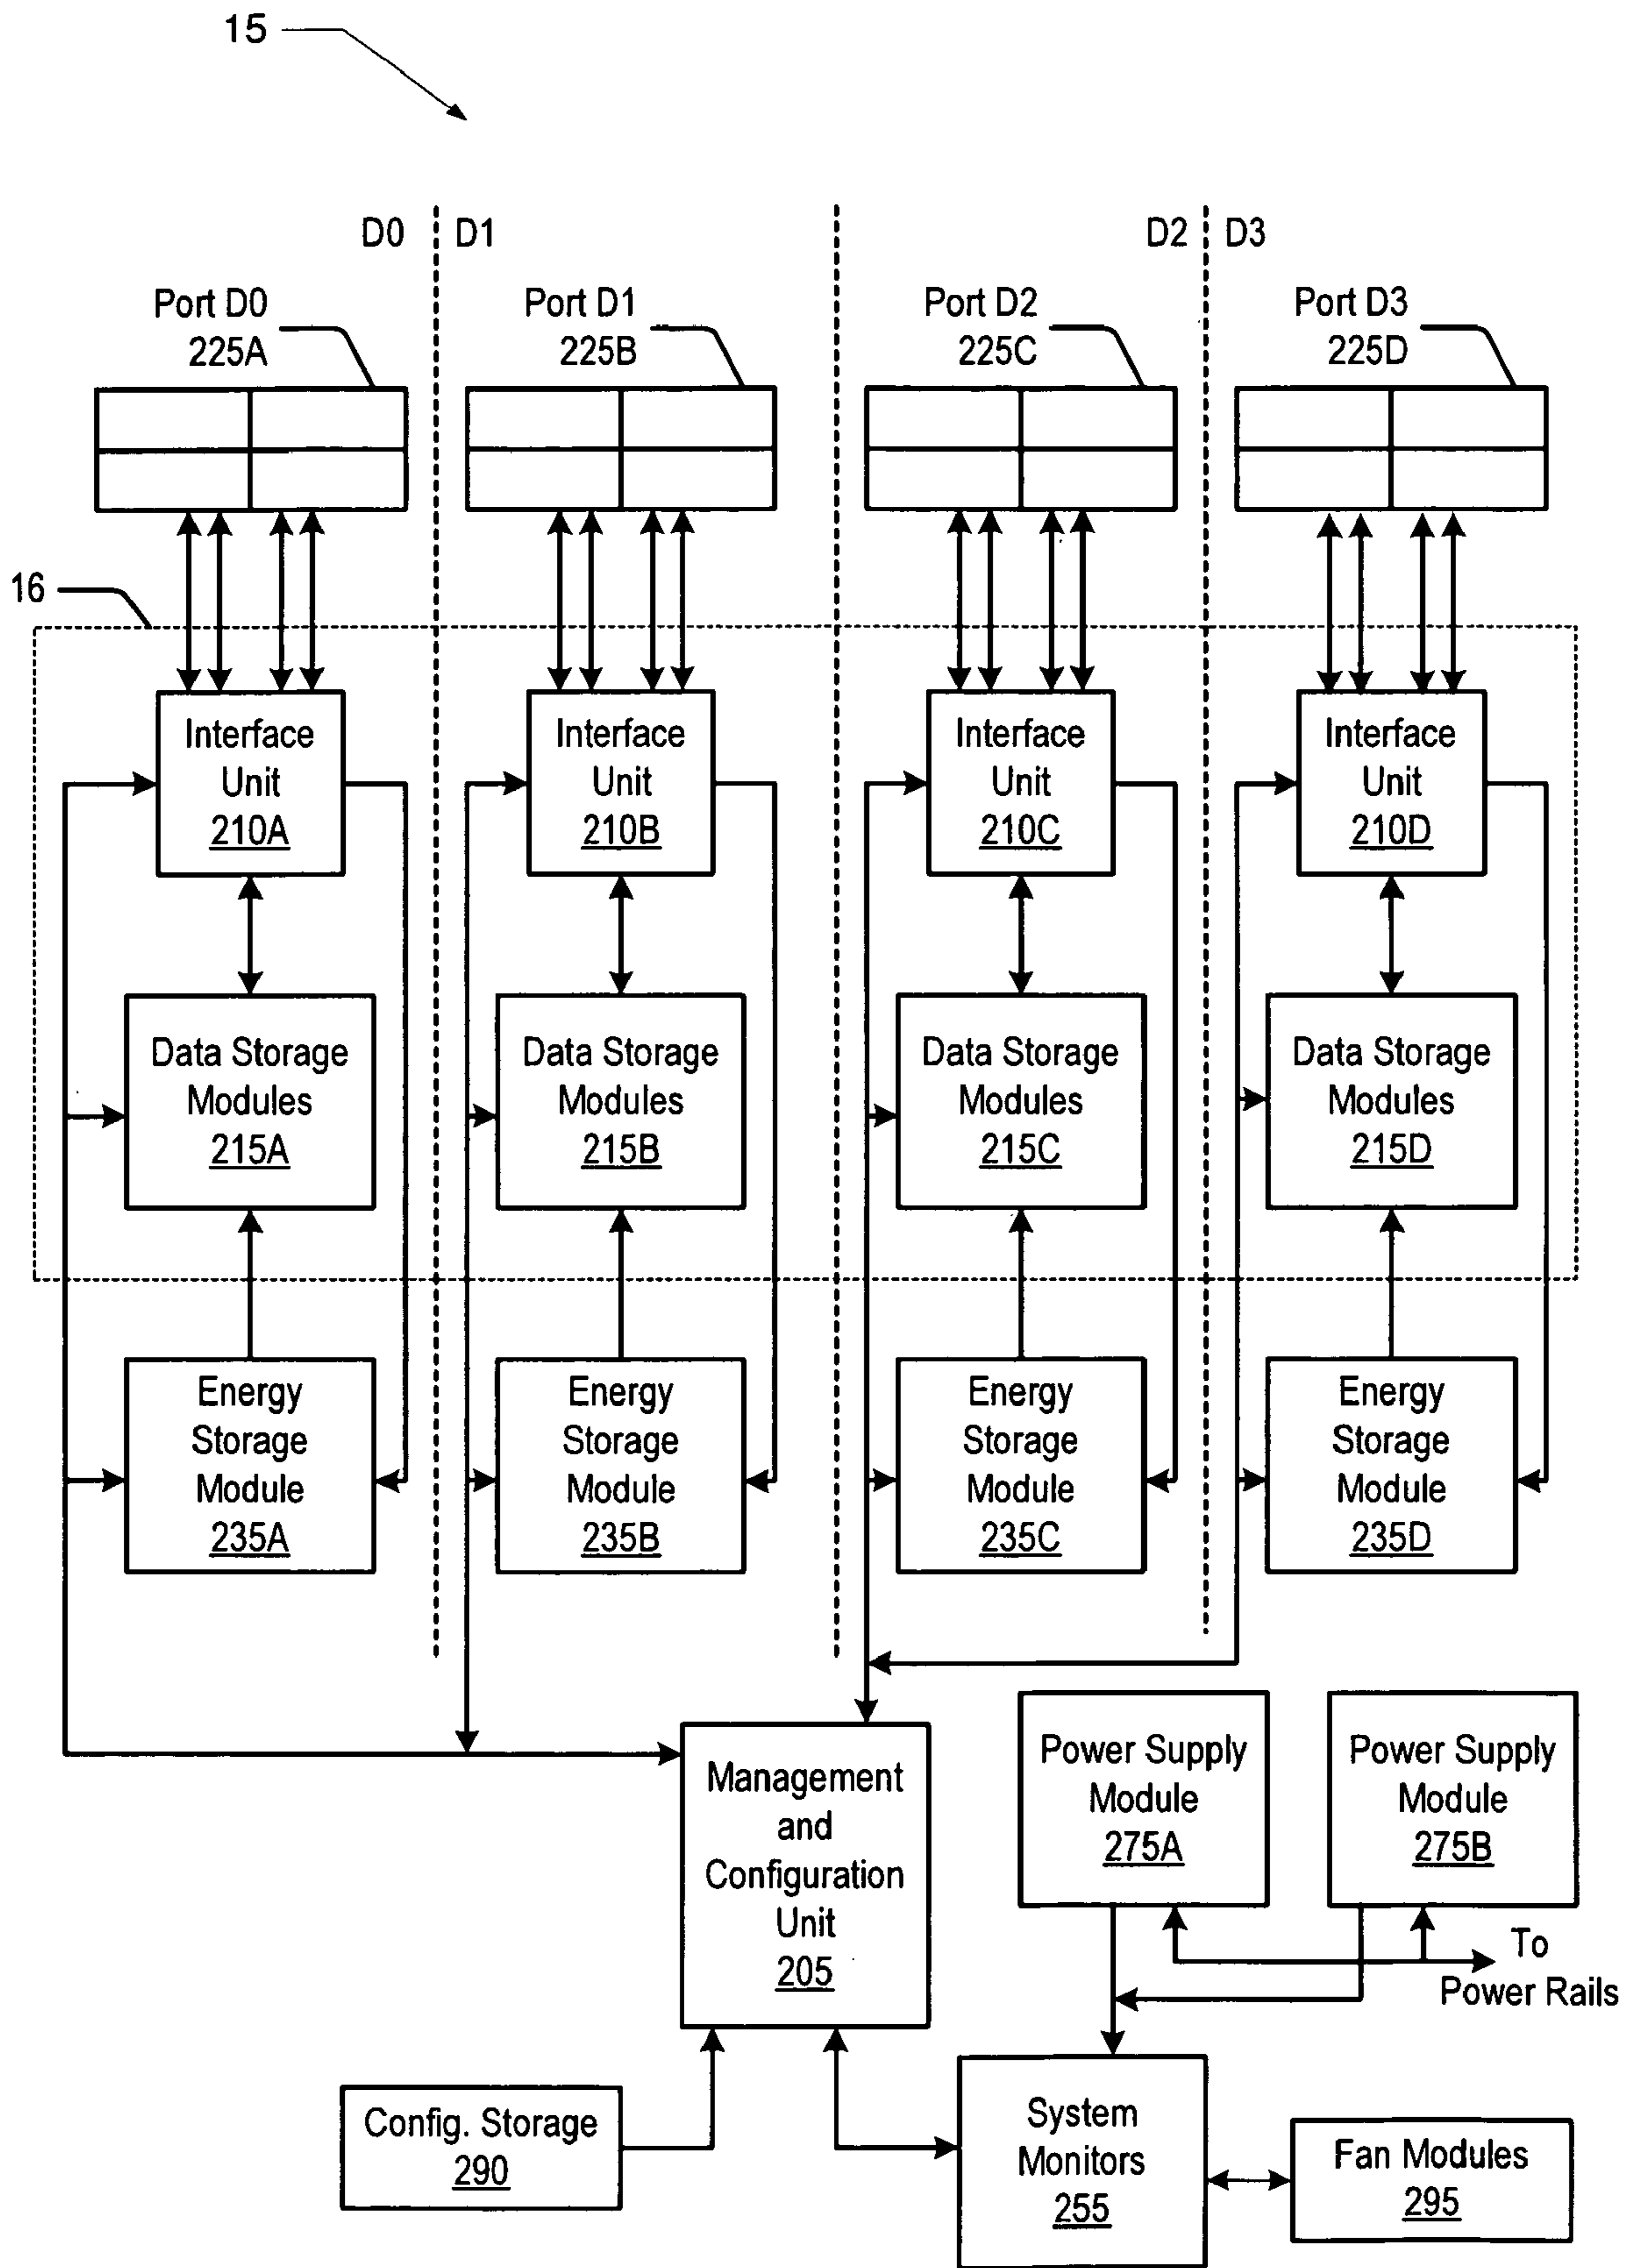 15
D0
D1
D2
D3
Port D0
225A
Port D1
225B
Port D2
225C
Port D3
225D
16
Interface
Unit
210A
Interface
Unit
210B
Interface
Unit
210C
Interface
Unit
210D
Data Storage
Modules
215A
Data Storage
Modules
215B
Data Storage
Modules
215C
Data Storage
Modules
215D
Energy
Storage
Module
235A
Energy
Storage
Module
235B
Energy
Storage
Module
235C
Energy
Storage
Module
235D
Management
and
Configuration
Unit
205
Power Supply
Module
275A
Power Supply
Module
275B
To
Power Rails
Config. Storage
290
System
Monitors
255
Fan Modules
295